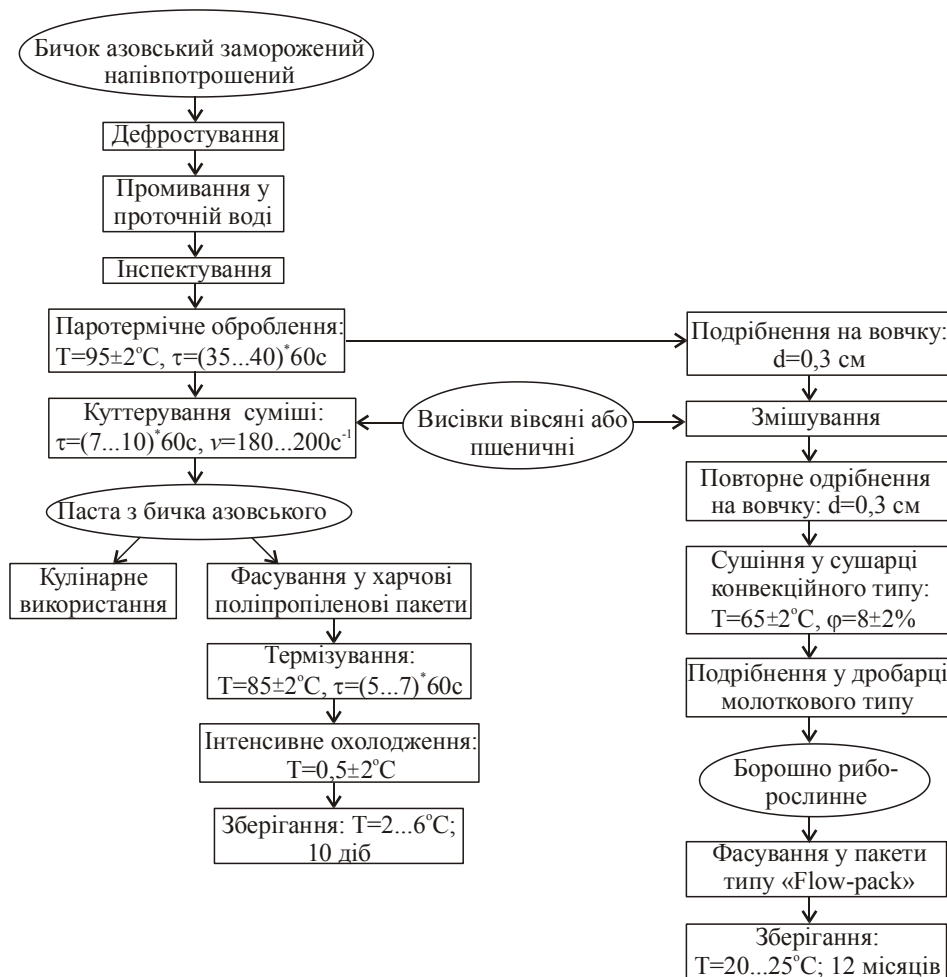 Бичок азовський заморожений
напівпотрошений
Дефростування
Промивання у
проточній воді
Інспектування
Паротермічне оброблення:
T=95±2°C, τ=(35...40)*60с
Куттерування суміші:
τ=(7...10)*60с, ν=180...200с⁻¹
Висівки вівсяні або
пшеничні
Паста з бичка азовського
Кулінарне
використання
Фасування у харчові
поліпропіленові пакети
Термізування:
T=85±2°C, τ=(5...7)*60с
Інтенсивне охолодження:
T=0,5±2°C
Зберігання: T=2...6°C;
10 діб
Подрібнення на вовчку:
d=0,3 см
Змішування
Повторне одрібнення
на вовчку: d=0,3 см
Сушіння у сушарці
конвекційного типу:
T=65±2°C, φ=8±2%
Подрібнення у дробарці
молоткового типу
Борошно рибо-
рослинне
Фасування у пакети
типу «Flow-pack»
Зберігання:
T=20...25°C; 12 місяців